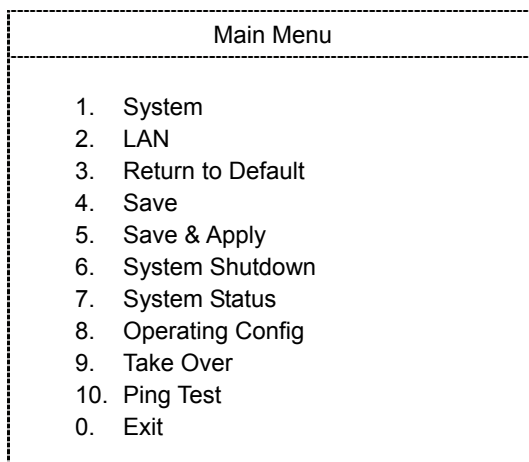 Main Menu
1. System
2. LAN
3. Return to Default
4. Save
5. Save & Apply
6. System Shutdown
7. System Status
8. Operating Config
9. Take Over
10. Ping Test
0. Exit